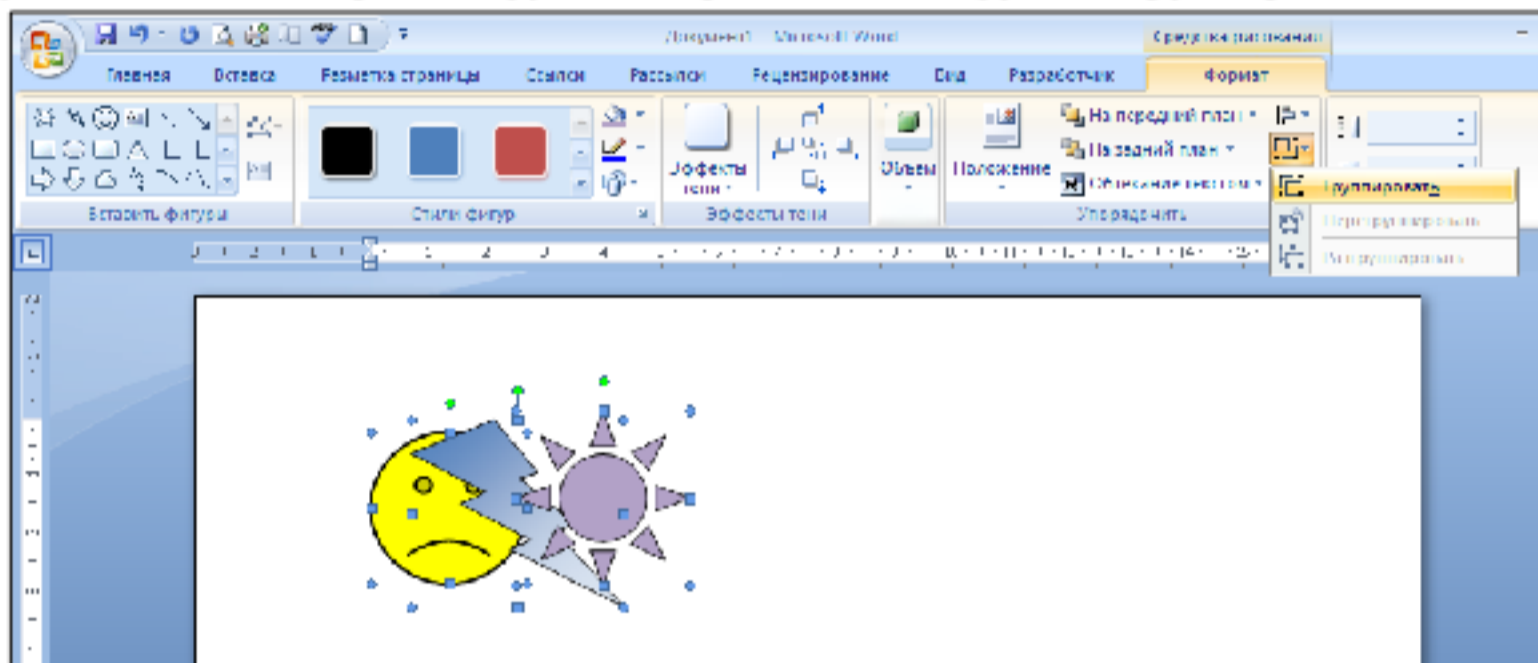 Документ1 - Microsoft Word
Средства рисования
Главная Вставка Разметка страницы Ссылки Рассылки Рецензирование Вид Разработчик Формат
На передний план
На задний план
Обтекание текстом
Эффекты тени
Объем
Положение
Группировать
Перегруппировать
Разгруппировать
Вставить фигуры Стили фигур Эффекты тени Упорядочить